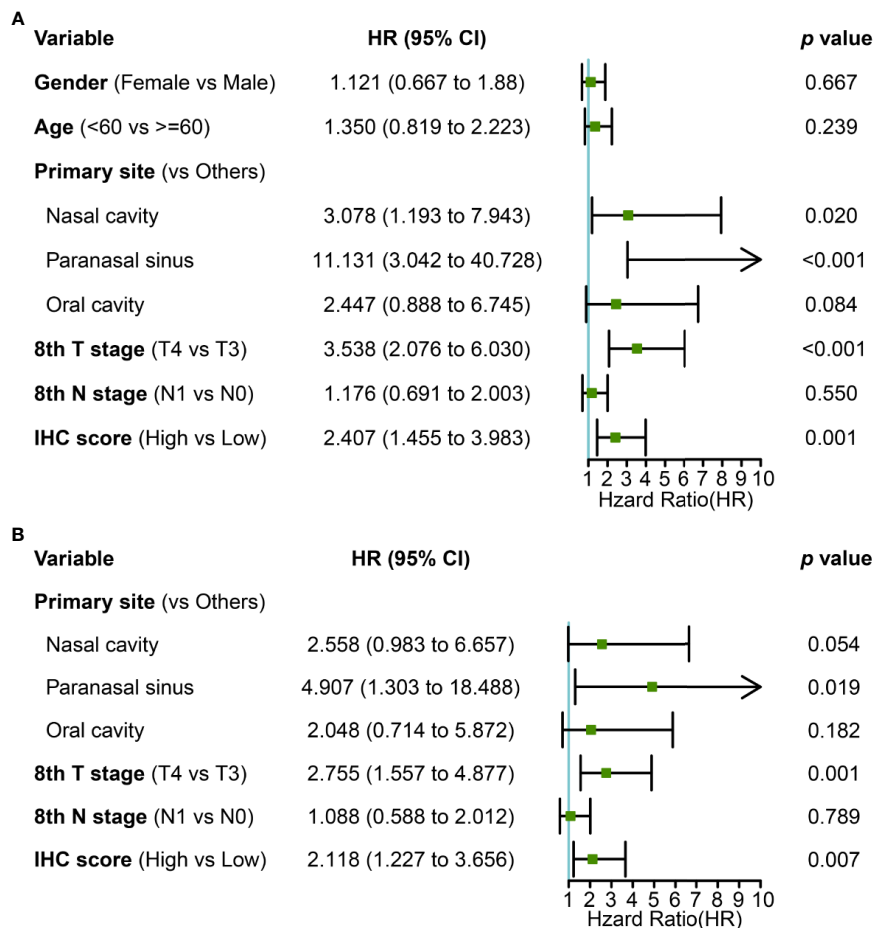 A
Variable HR (95% CI) p value
Gender (Female vs Male) 1.121 (0.667 to 1.88) 0.667
Age (<60 vs >=60) 1.350 (0.819 to 2.223) 0.239
Primary site (vs Others)
Nasal cavity 3.078 (1.193 to 7.943) 0.020
Paranasal sinus 11.131 (3.042 to 40.728) <0.001
Oral cavity 2.447 (0.888 to 6.745) 0.084
8th T stage (T4 vs T3) 3.538 (2.076 to 6.030) <0.001
8th N stage (N1 vs N0) 1.176 (0.691 to 2.003) 0.550
IHC score (High vs Low) 2.407 (1.455 to 3.983) 0.001
1 2 3 4 5 6 7 8 9 10
Hzard Ratio(HR)
B
Variable HR (95% CI) p value
Primary site (vs Others)
Nasal cavity 2.558 (0.983 to 6.657) 0.054
Paranasal sinus 4.907 (1.303 to 18.488) 0.019
Oral cavity 2.048 (0.714 to 5.872) 0.182
8th T stage (T4 vs T3) 2.755 (1.557 to 4.877) 0.001
8th N stage (N1 vs N0) 1.088 (0.588 to 2.012) 0.789
IHC score (High vs Low) 2.118 (1.227 to 3.656) 0.007
1 2 3 4 5 6 7 8 9 10
Hzard Ratio(HR)